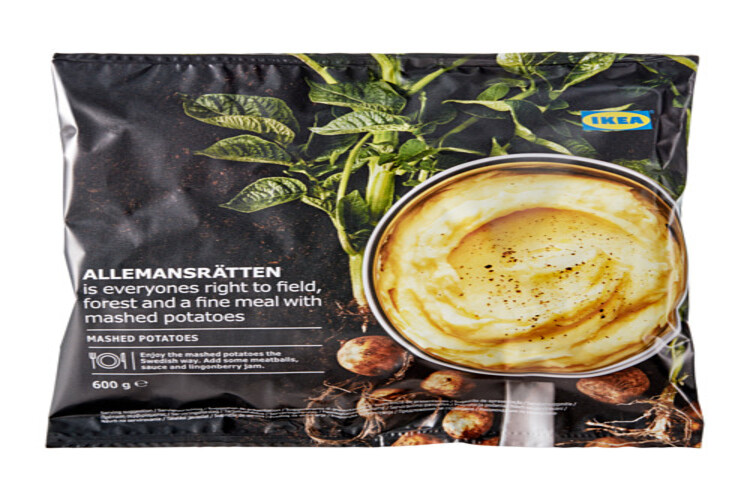 IKEA
ALLEMANSRÄTTEN
is everyones right to field,
forest and a fine meal with
mashed potatoes
MASHED POTATOES
Enjoy the mashed potatoes the
Swedish way. Add some meatballs,
sauce and lingonberry jam.
600 g ℮